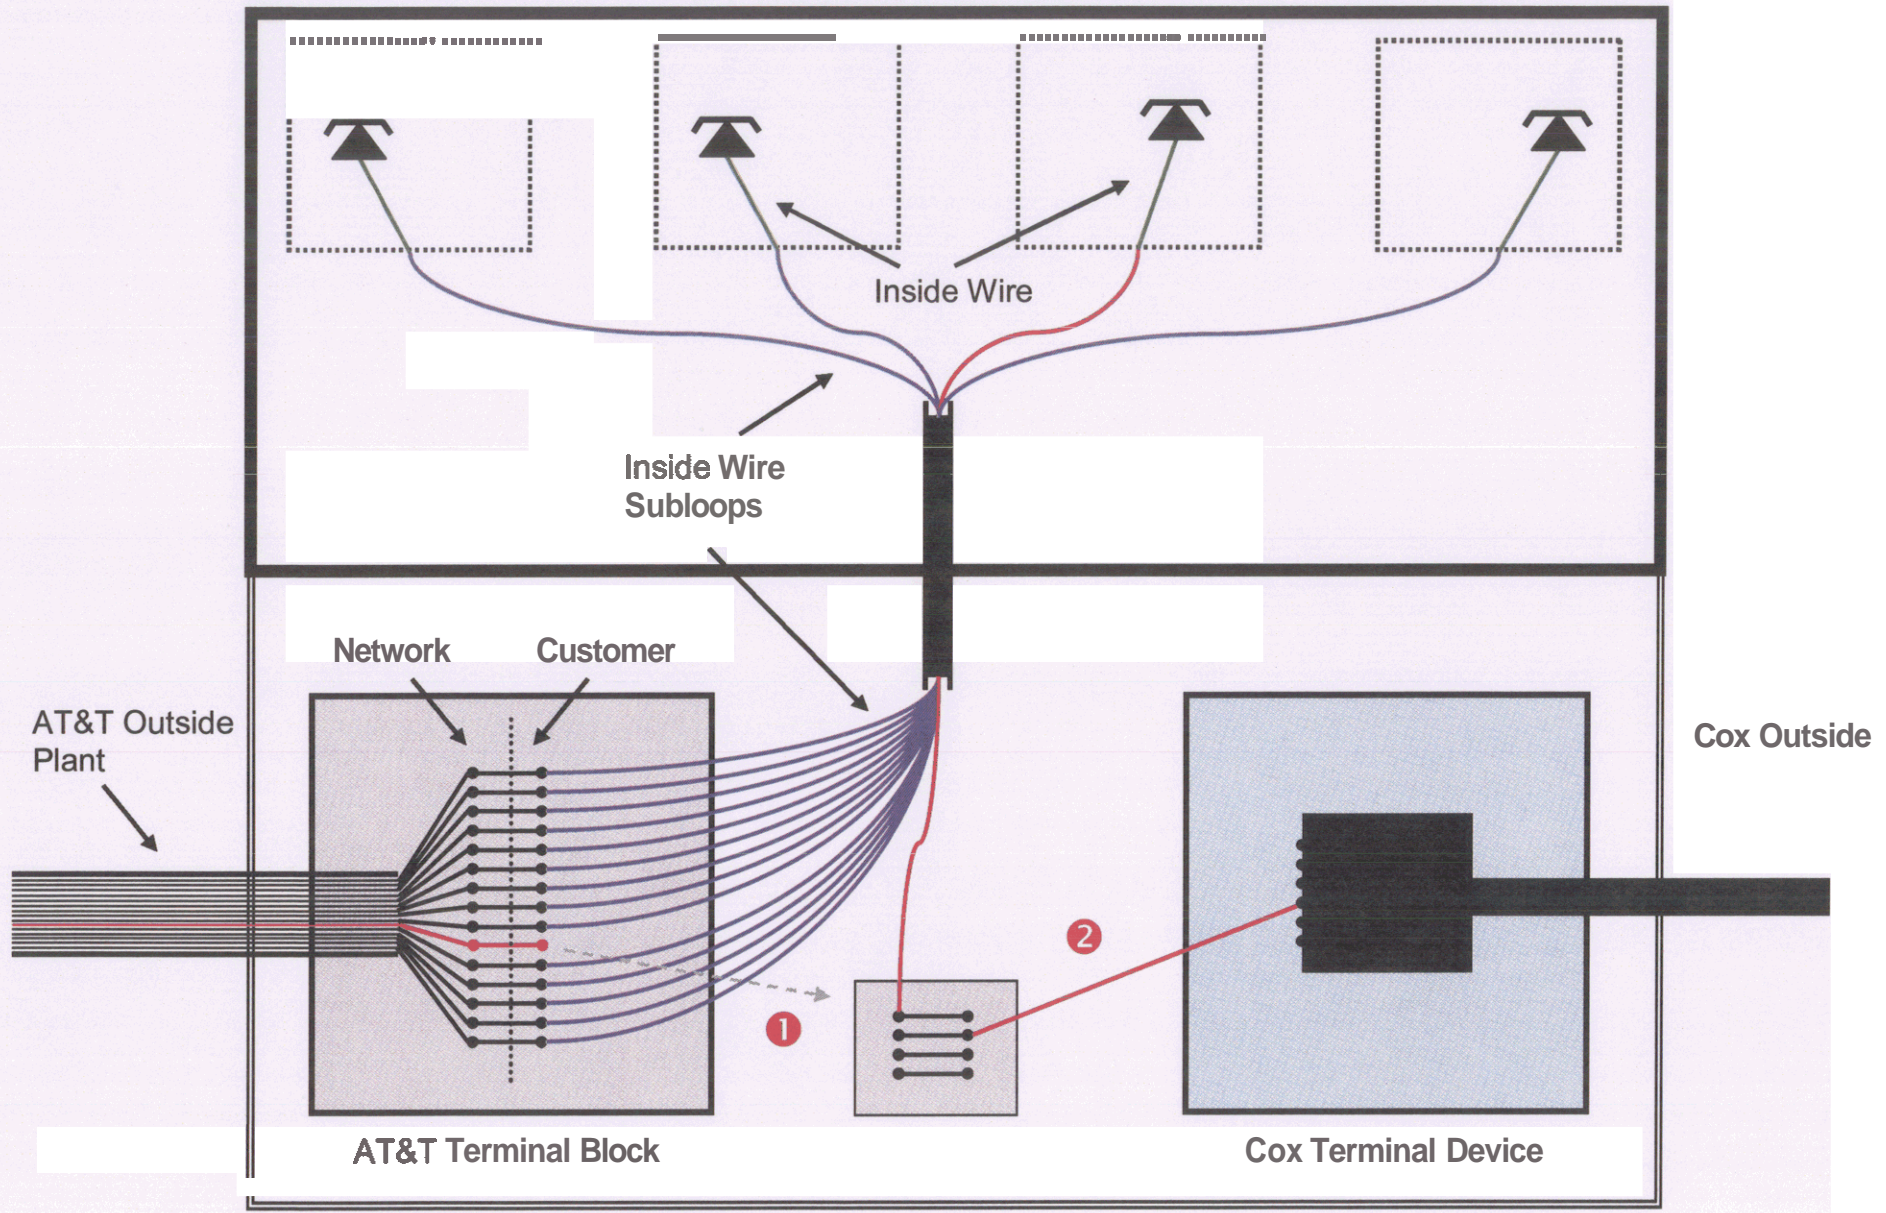 Inside Wire
Inside Wire
Subloops
Network
Customer
AT&T Outside
Plant
Cox Outside
2
1
AT&T Terminal Block
Cox Terminal Device